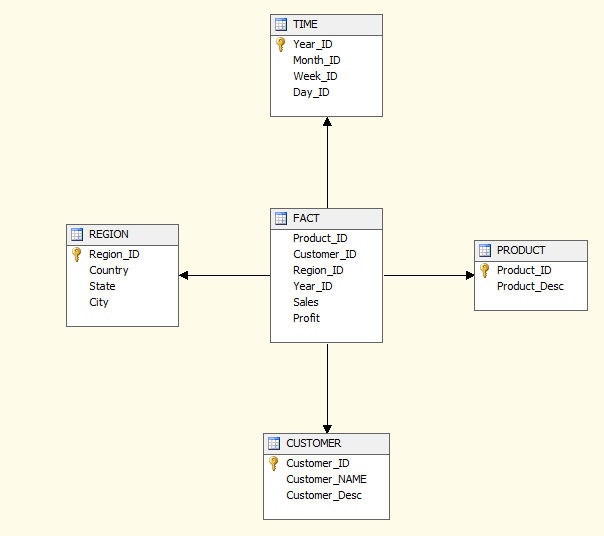 TIME
Year_ID
Month_ID
Week_ID
Day_ID
REGION
Region_ID
Country
State
City
FACT
Product_ID
Customer_ID
Region_ID
Year_ID
Sales
Profit
PRODUCT
Product_ID
Product_Desc
CUSTOMER
Customer_ID
Customer_NAME
Customer_Desc